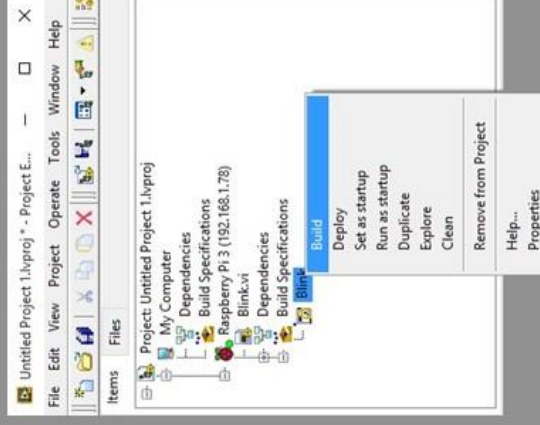 Untitled Project 1.lvproj * - Project E...
File Edit View Project Operate Tools Window Help
Items Files
Project: Untitled Project 1.lvproj
My Computer
Dependencies
Build Specifications
Raspberry Pi 3 (192.168.1.78)
Blink.vi
Dependencies
Build Specifications
Blink
Build
Deploy
Set as startup
Run as startup
Duplicate
Explore
Clean
Remove from Project
Help...
Properties